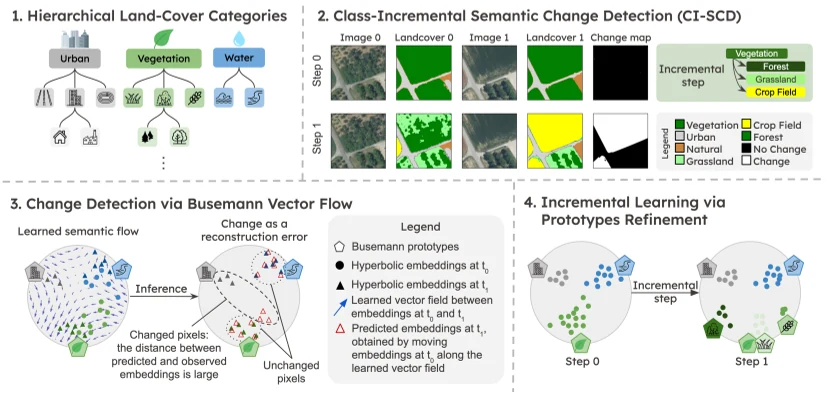 1. Hierarchical Land-Cover Categories
Urban
Vegetation
Water
2. Class-Incremental Semantic Change Detection (CI-SCD)
Image 0
Landcover 0
Image 1
Landcover 1
Change map
Step 0
Step 1
Incremental
step
Vegetation
Forest
Grassland
Crop Field
Legend
Vegetation
Crop Field
Urban
Forest
Natural
No Change
Grassland
Change
3. Change Detection via Busemann Vector Flow
Learned semantic flow
Change as a
reconstruction error
Inference
Changed pixels:
the distance between
predicted and observed
embeddings is large
Unchanged
pixels
Legend
Busemann prototypes
Hyperbolic embeddings at t0
Hyperbolic embeddings at t1
Learned vector field between
embeddings at t0 and t1
Predicted embeddings at t1,
obtained by moving
embeddings at t0 along the
learned vector field
4. Incremental Learning via
Prototypes Refinement
Incremental
step
Step 0
Step 1